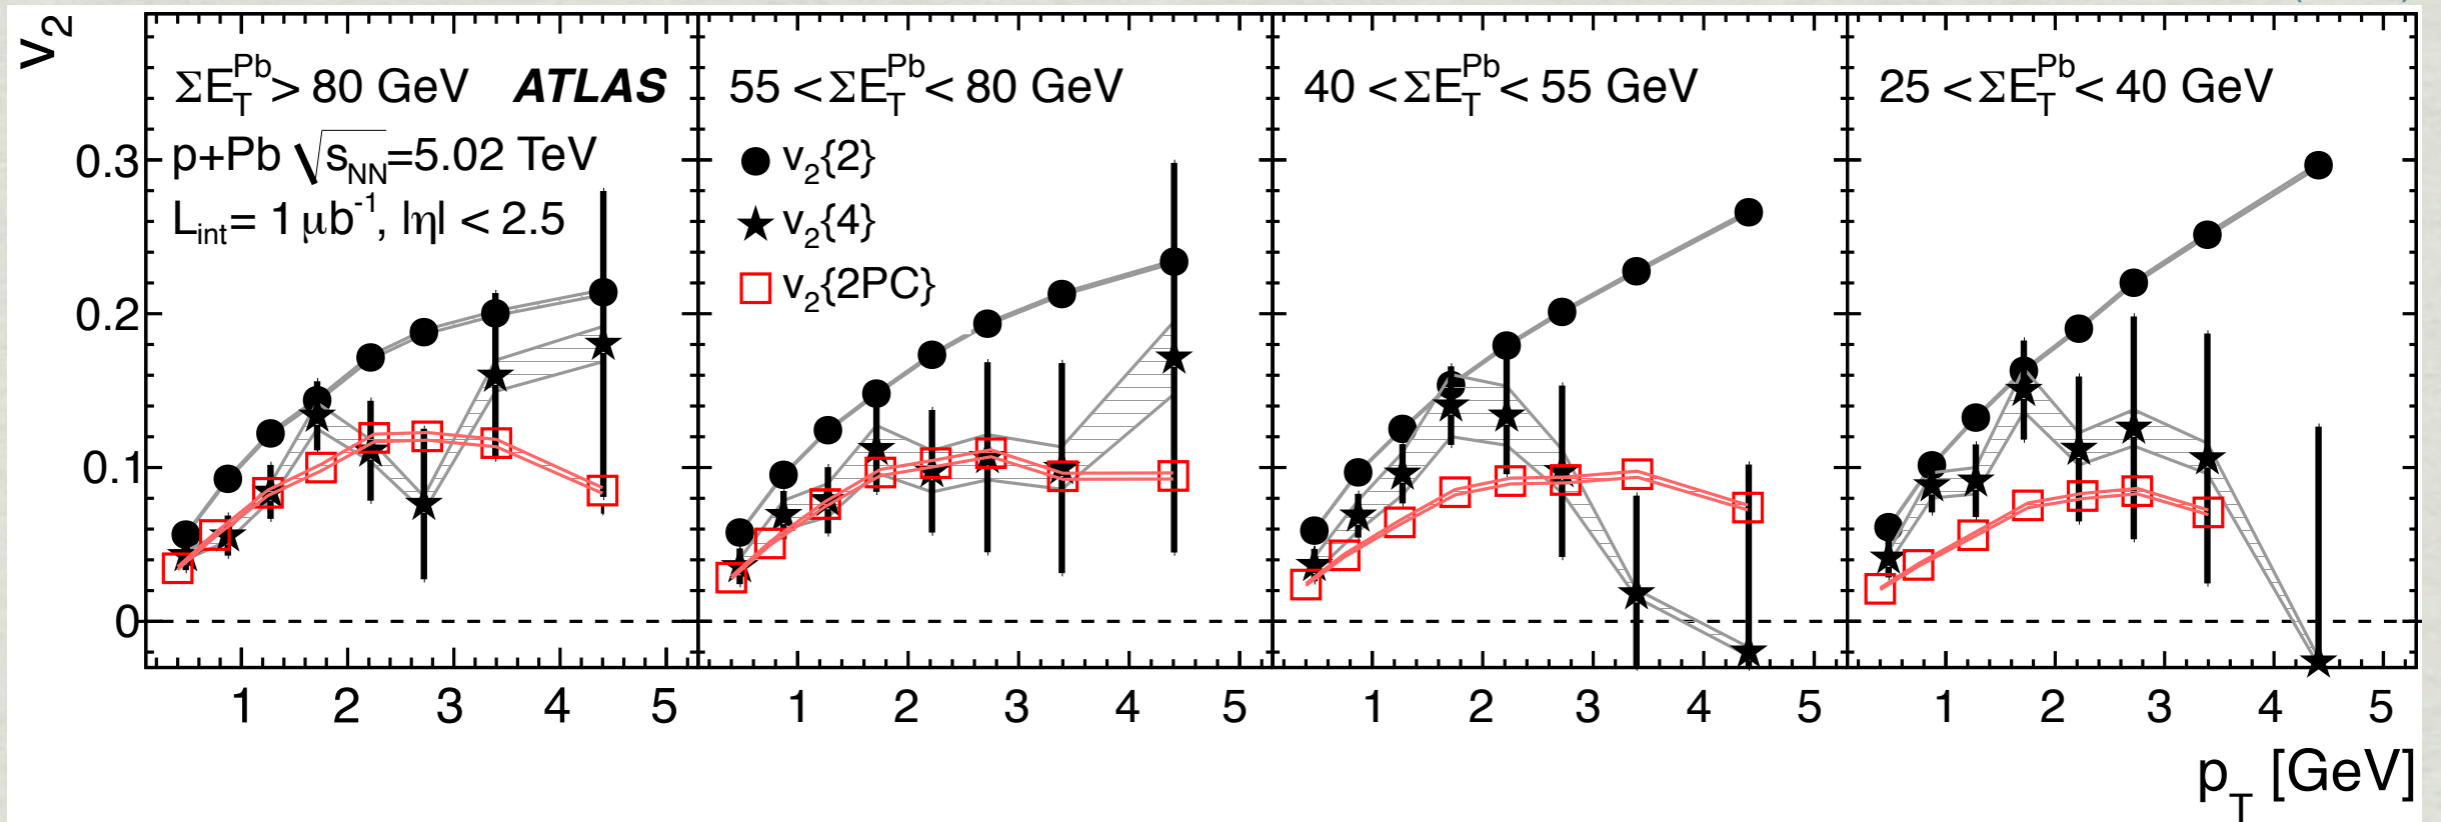 v₂
ΣE_T^Pb > 80 GeV ATLAS
p+Pb √s_NN=5.02 TeV
L_int= 1 μb⁻¹, |η| < 2.5
55 < ΣE_T^Pb < 80 GeV
v₂{2}
v₂{4}
v₂{2PC}
40 < ΣE_T^Pb < 55 GeV
25 < ΣE_T^Pb < 40 GeV
0.3
0.2
0.1
0
1 2 3 4 5
1 2 3 4 5
1 2 3 4 5
1 2 3 4 5
p_T [GeV]